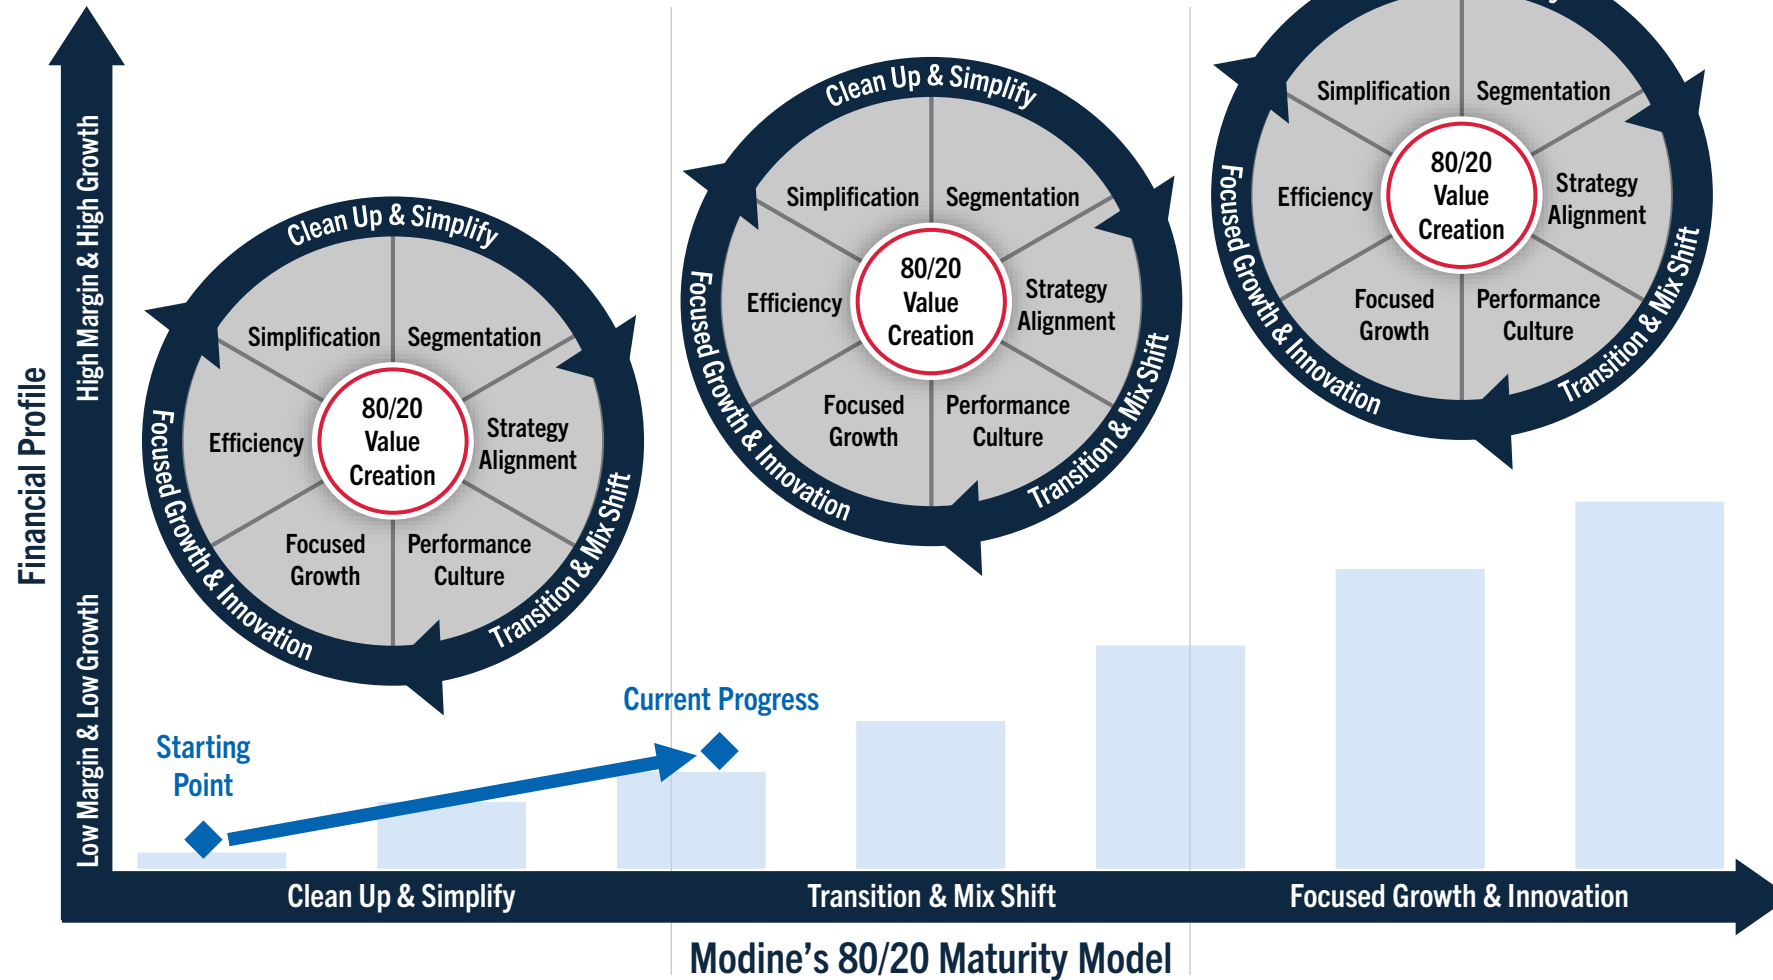 Financial Profile
High Margin & High Growth
Low Margin & Low Growth
Clean Up & Simplify
Simplification
Segmentation
Efficiency
80/20
Value
Creation
Strategy
Alignment
Focused
Growth
Performance
Culture
Focused Growth & Innovation
Transition & Mix Shift
Clean Up & Simplify
Simplification
Segmentation
Efficiency
80/20
Value
Creation
Strategy
Alignment
Focused
Growth
Performance
Culture
Focused Growth & Innovation
Transition & Mix Shift
Simplification
Segmentation
Efficiency
80/20
Value
Creation
Strategy
Alignment
Focused
Growth
Performance
Culture
Focused Growth & Innovation
Transition & Mix Shift
Starting
Point
Current Progress
Clean Up & Simplify
Transition & Mix Shift
Focused Growth & Innovation
Modine’s 80/20 Maturity Model